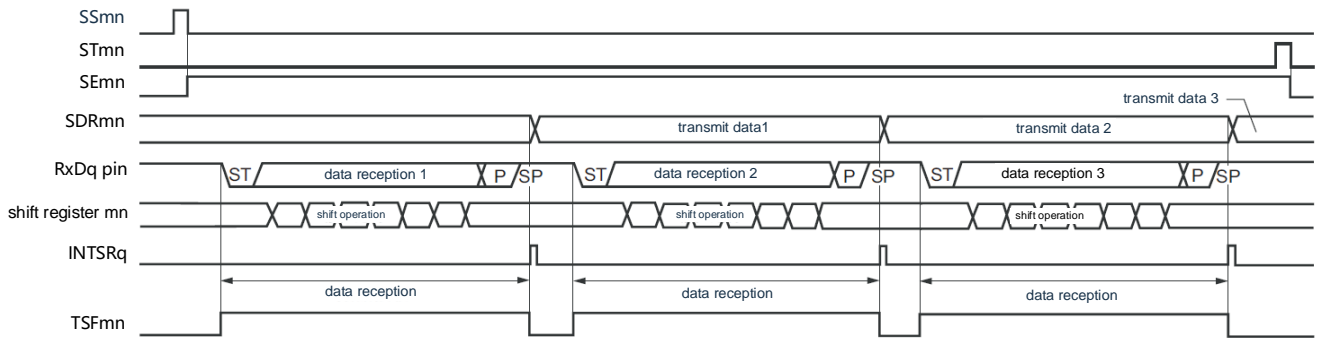 SSmn
STmn
SEmn
transmit data 3
SDRmn transmit data1 transmit data 2
RxDq pin ST data reception 1 P SP ST data reception 2 P SP ST data reception 3 P SP
shift register mn shift operation shift operation shift operation
INTSRq
data reception data reception data reception
TSFmn